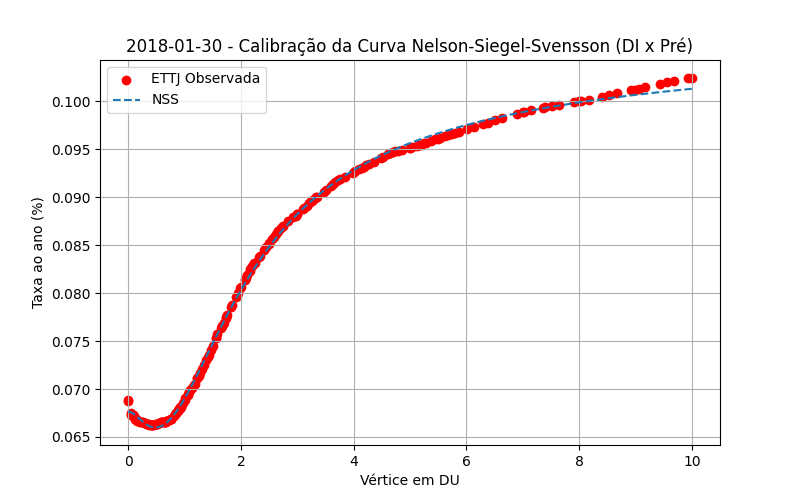 2018-01-30 - Calibração da Curva Nelson-Siegel-Svensson (DI x Pré)
ETTJ Observada
NSS
Taxa ao ano (%)
0.100
0.095
0.090
0.085
0.080
0.075
0.070
0.065
0 2 4 6 8 10
Vértice em DU